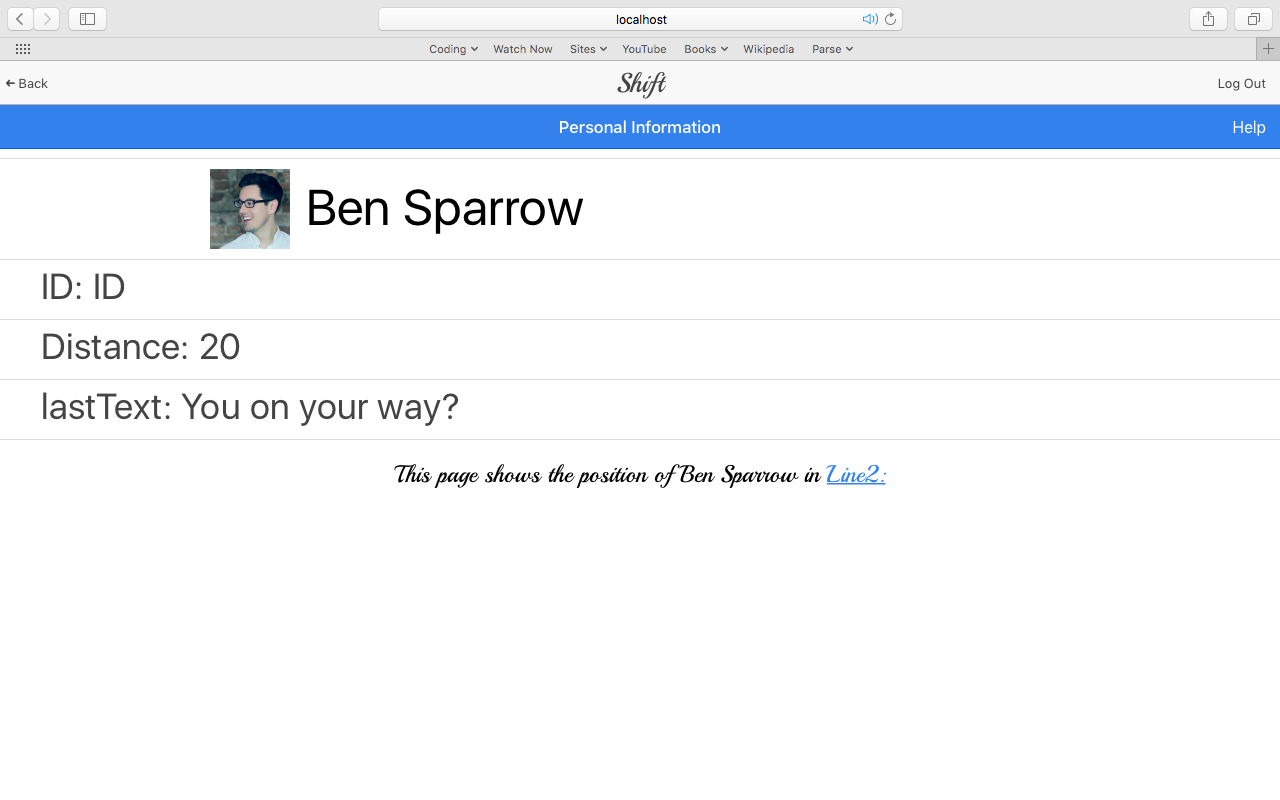 localhost
Coding Watch Now Sites YouTube Books Wikipedia Parse
Back Shift Log Out
Personal Information Help
Ben Sparrow
ID: ID
Distance: 20
lastText: You on your way?
This page shows the position of Ben Sparrow in Line2: